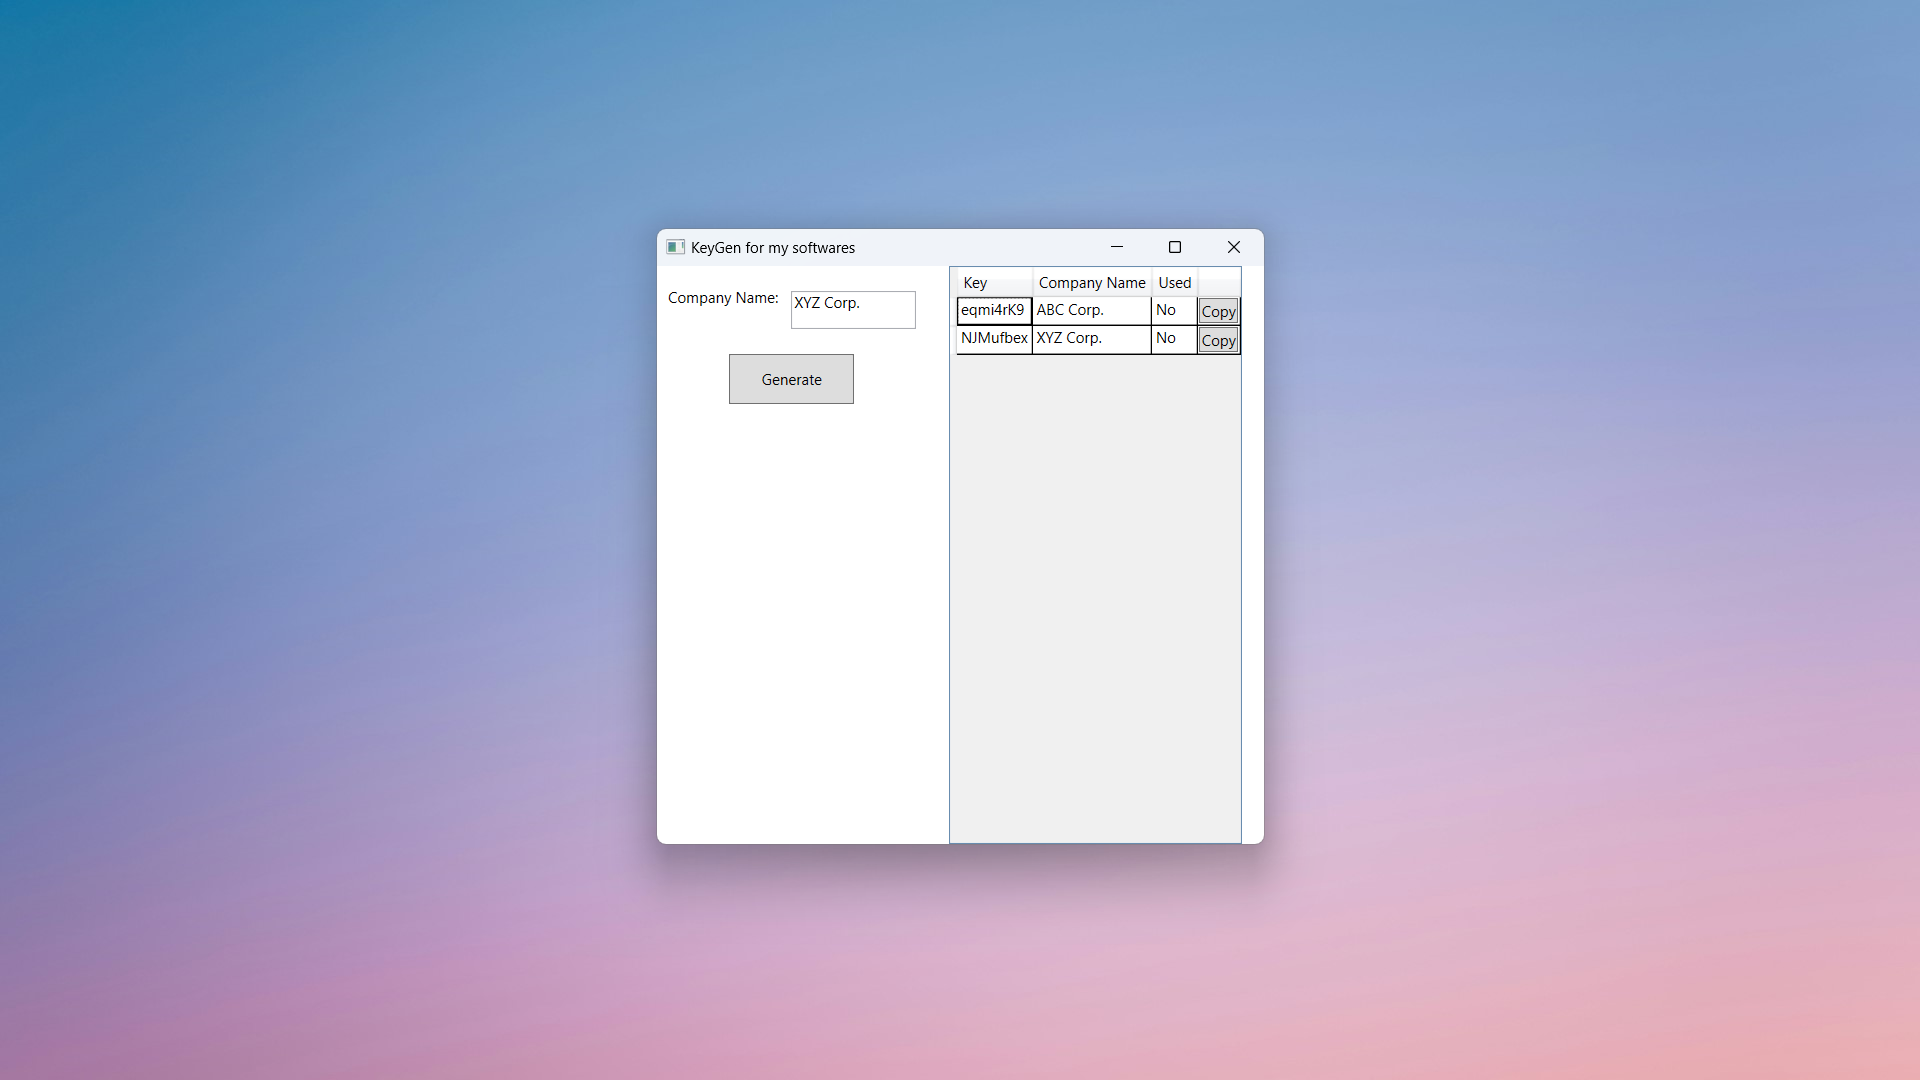 KeyGen for my softwares
Company Name: XYZ Corp.
Generate
Key Company Name Used
eqmi4rK9 ABC Corp. No Copy
NJMufbex XYZ Corp. No Copy